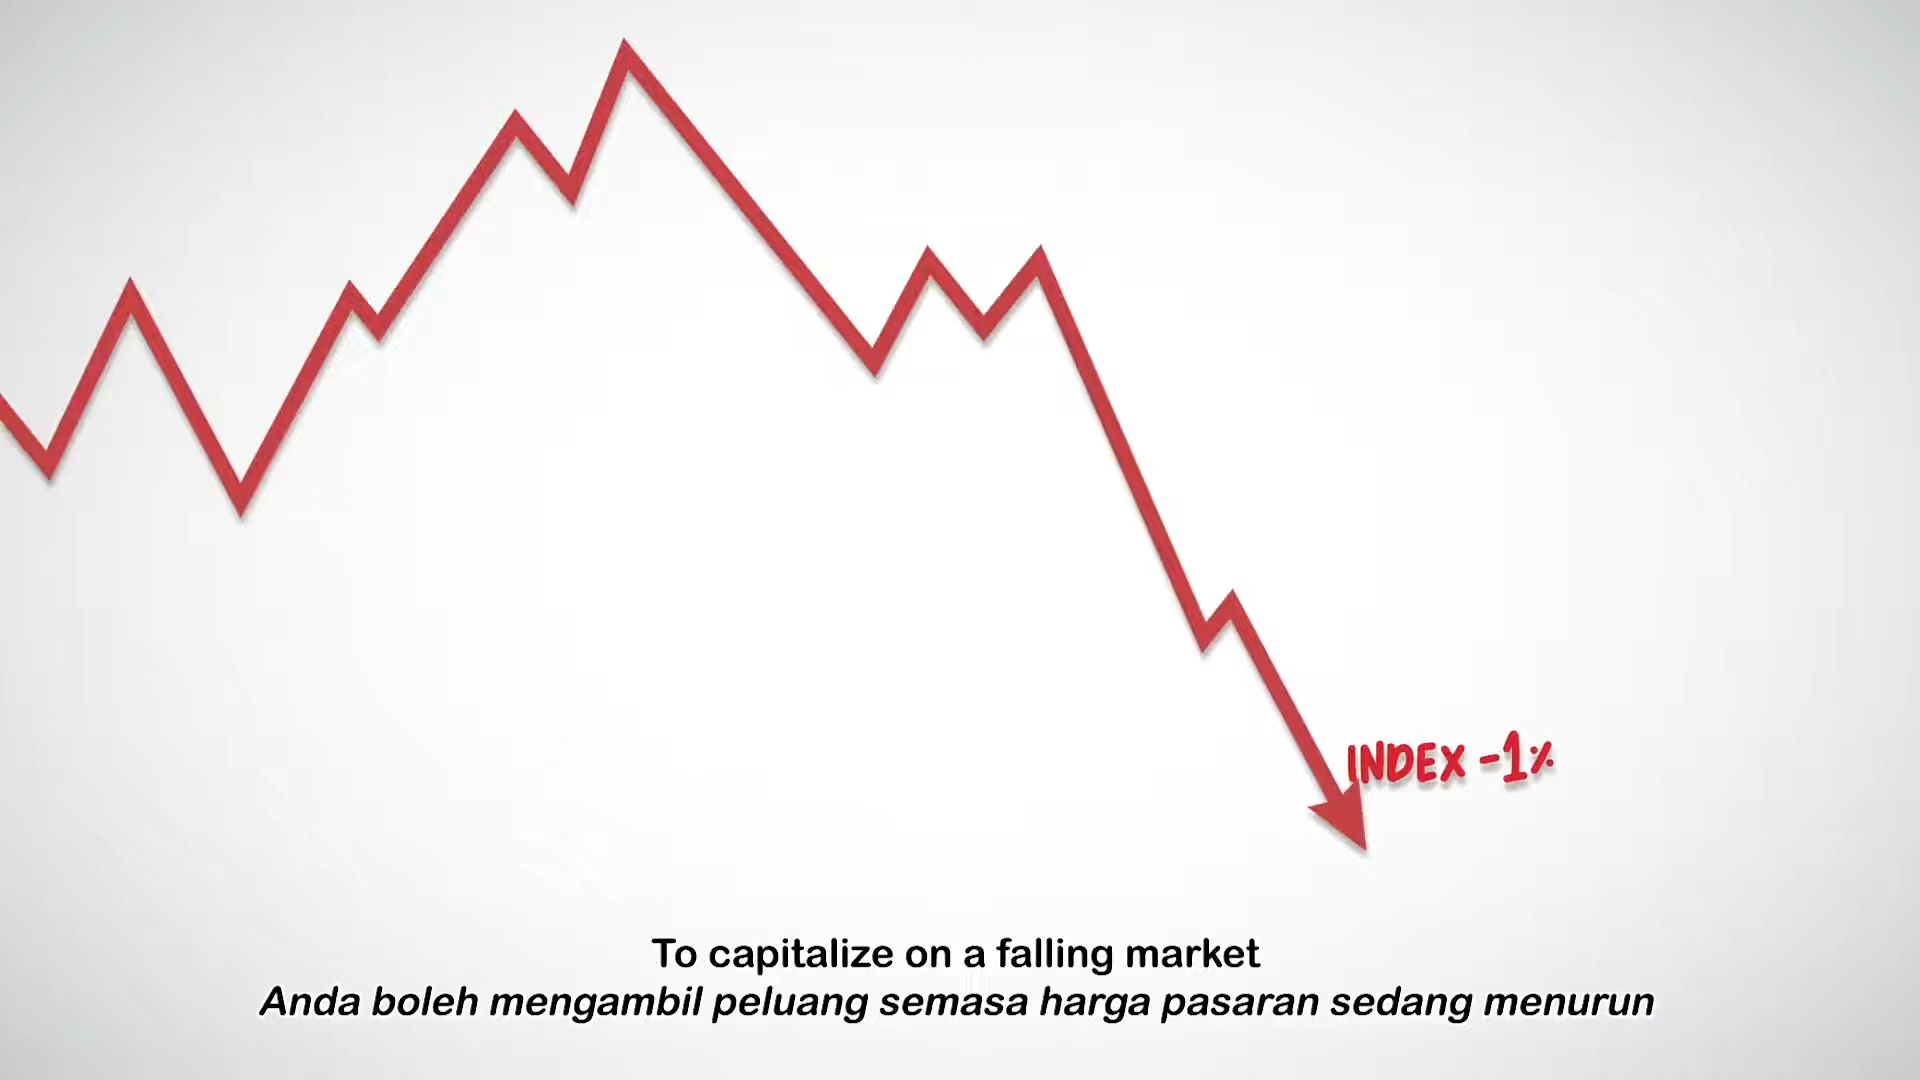 INDEX -1%
To capitalize on a falling market
Anda boleh mengambil peluang semasa harga pasaran sedang menurun